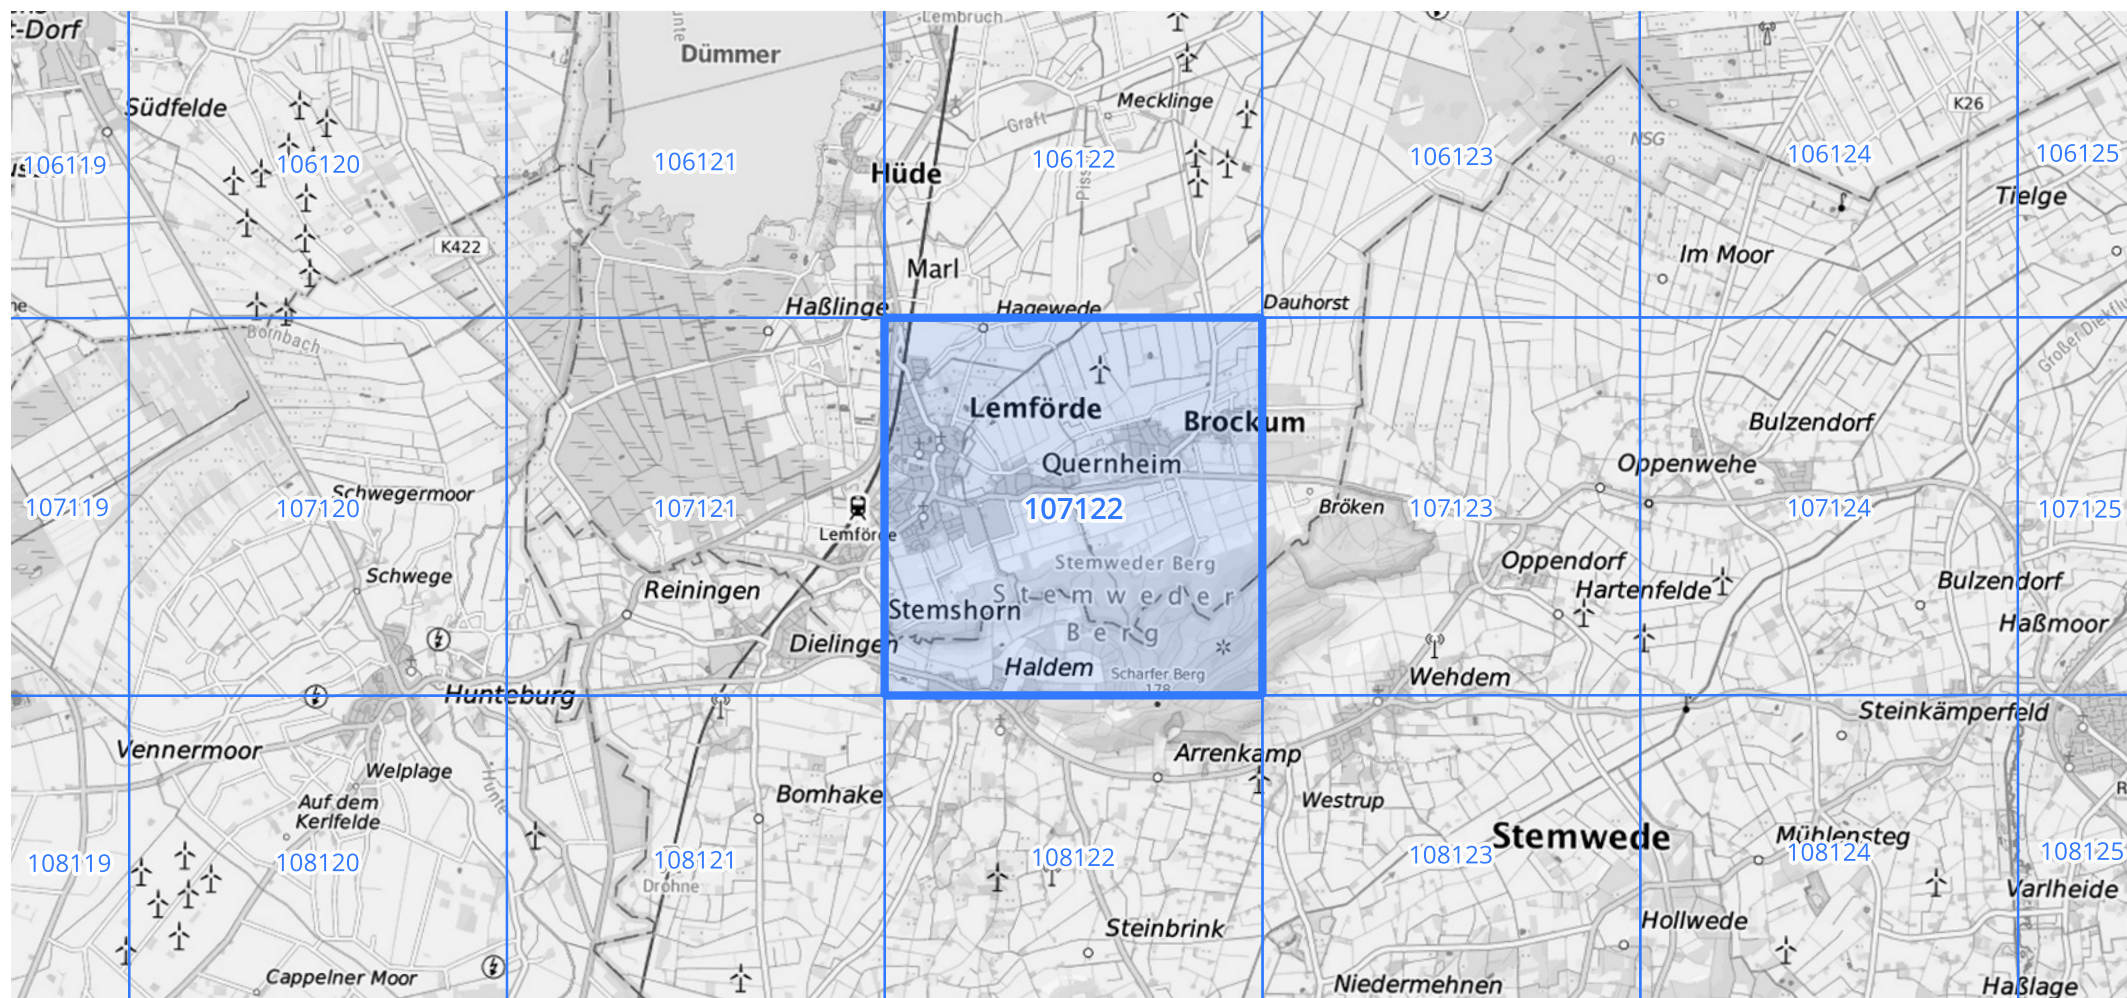 t-Dorf
Lembruch
Dümmer
Südfelde
Mecklinge
K26
Graft
NSG
106119
106120
106121
106122
106123
106124
106125
Hüde
Tielge
K422
Marl
Im Moor
Haßlinge
Hagewede
Dauhorst
Bornbach
Lemförde
Brockum
Bulzendorf
Quernheim
Oppenwehe
Schwegermoor
107119
107120
107121
107122
107123
107124
107125
Bröken
Lemförde
Schwege
Stemweder Berg
Oppendorf
Reiningen
Stemweder
Berg
Hartenfelde
Bulzendorf
Stemshorn
Haßmoor
Dielingen
Haldem
Scharfer Berg
178
Wehdem
Hunteburg
Steinkämperfeld
Vennermoor
Arrenkamp
Welplage
Hunte
Bomhake
Westrup
Auf dem
Kerlfelde
Stemwede
Mühlensteg
108119
108120
108121
108122
108123
108124
108125
Drohne
Varlheide
Hollwede
Steinbrink
Cappelner Moor
Niedermehnen
Haßlage